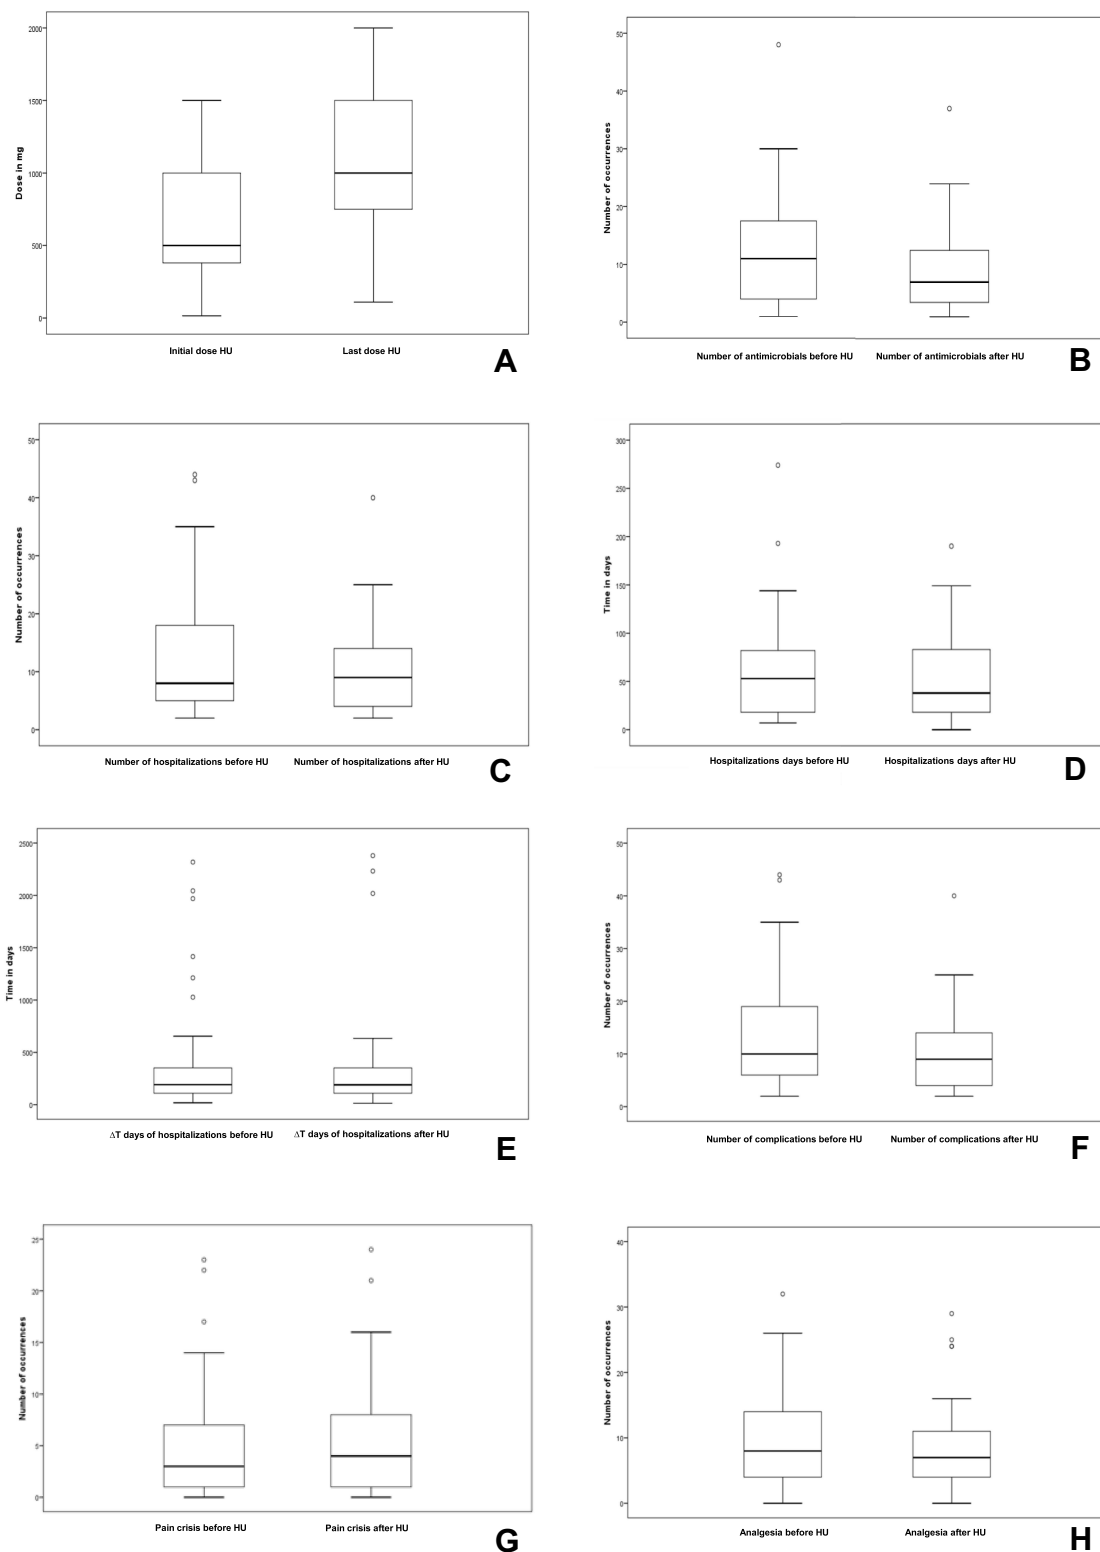 2000
1500
1000
500
0
Dose in mg
Initial dose HU
Last dose HU
A
50
40
30
20
10
0
Number of occurrences
Number of antimicrobials before HU
Number of antimicrobials after HU
B
50
40
30
20
10
0
Number of occurrences
Number of hospitalizations before HU
Number of hospitalizations after HU
C
300
250
200
150
100
50
0
Time in days
Hospitalizations days before HU
Hospitalizations days after HU
D
2500
2000
1500
1000
500
0
Time in days
ΔT days of hospitalizations before HU
ΔT days of hospitalizations after HU
E
50
40
30
20
10
0
Number of occurrences
Number of complications before HU
Number of complications after HU
F
25
20
15
10
5
0
Number of occurrences
Pain crisis before HU
Pain crisis after HU
G
40
30
20
10
0
Number of occurrences
Analgesia before HU
Analgesia after HU
H